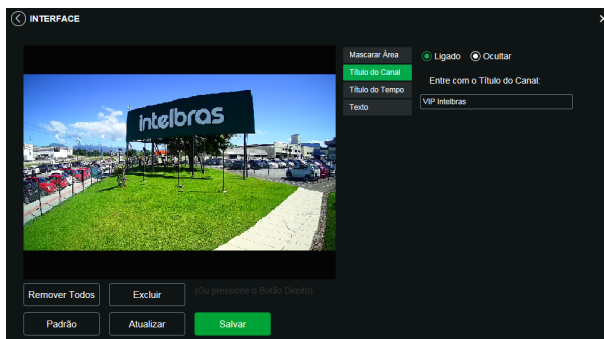 INTERFACE
Mascarar Área
Ligado
Ocultar
Título do Canal
Entre com o Título do Canal:
Título do Tempo
VIP Intelbras
Texto
intelbras
Remover Todos
Excluir
(Ou pressione o Botão Direito)
Padrão
Atualizar
Salvar